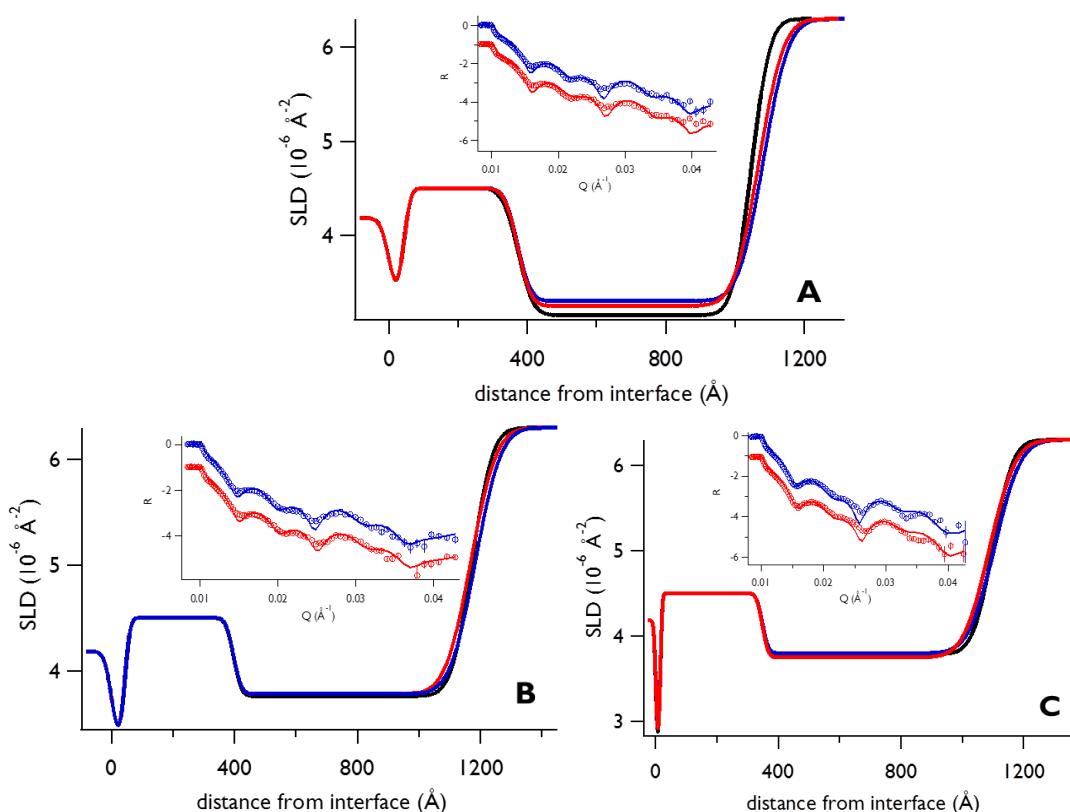 6
5
4
SLD (10⁻⁶ Å⁻²)
0
-2
-4
-6
R
0.01 0.02 0.03 0.04
Q (Å⁻¹)
A
0 400 800 1200
distance from interface (Å)
6
5
4
SLD (10⁻⁶ Å⁻²)
0
-2
-4
R
0.01 0.02 0.03 0.04
Q (Å⁻¹)
B
0 400 800 1200
distance from interface (Å)
6
5
4
3
SLD (10⁻⁶ Å⁻²)
0
-2
-4
-6
R
0.01 0.02 0.03 0.04
Q (Å⁻¹)
C
0 400 800 1200
distance from interface (Å)